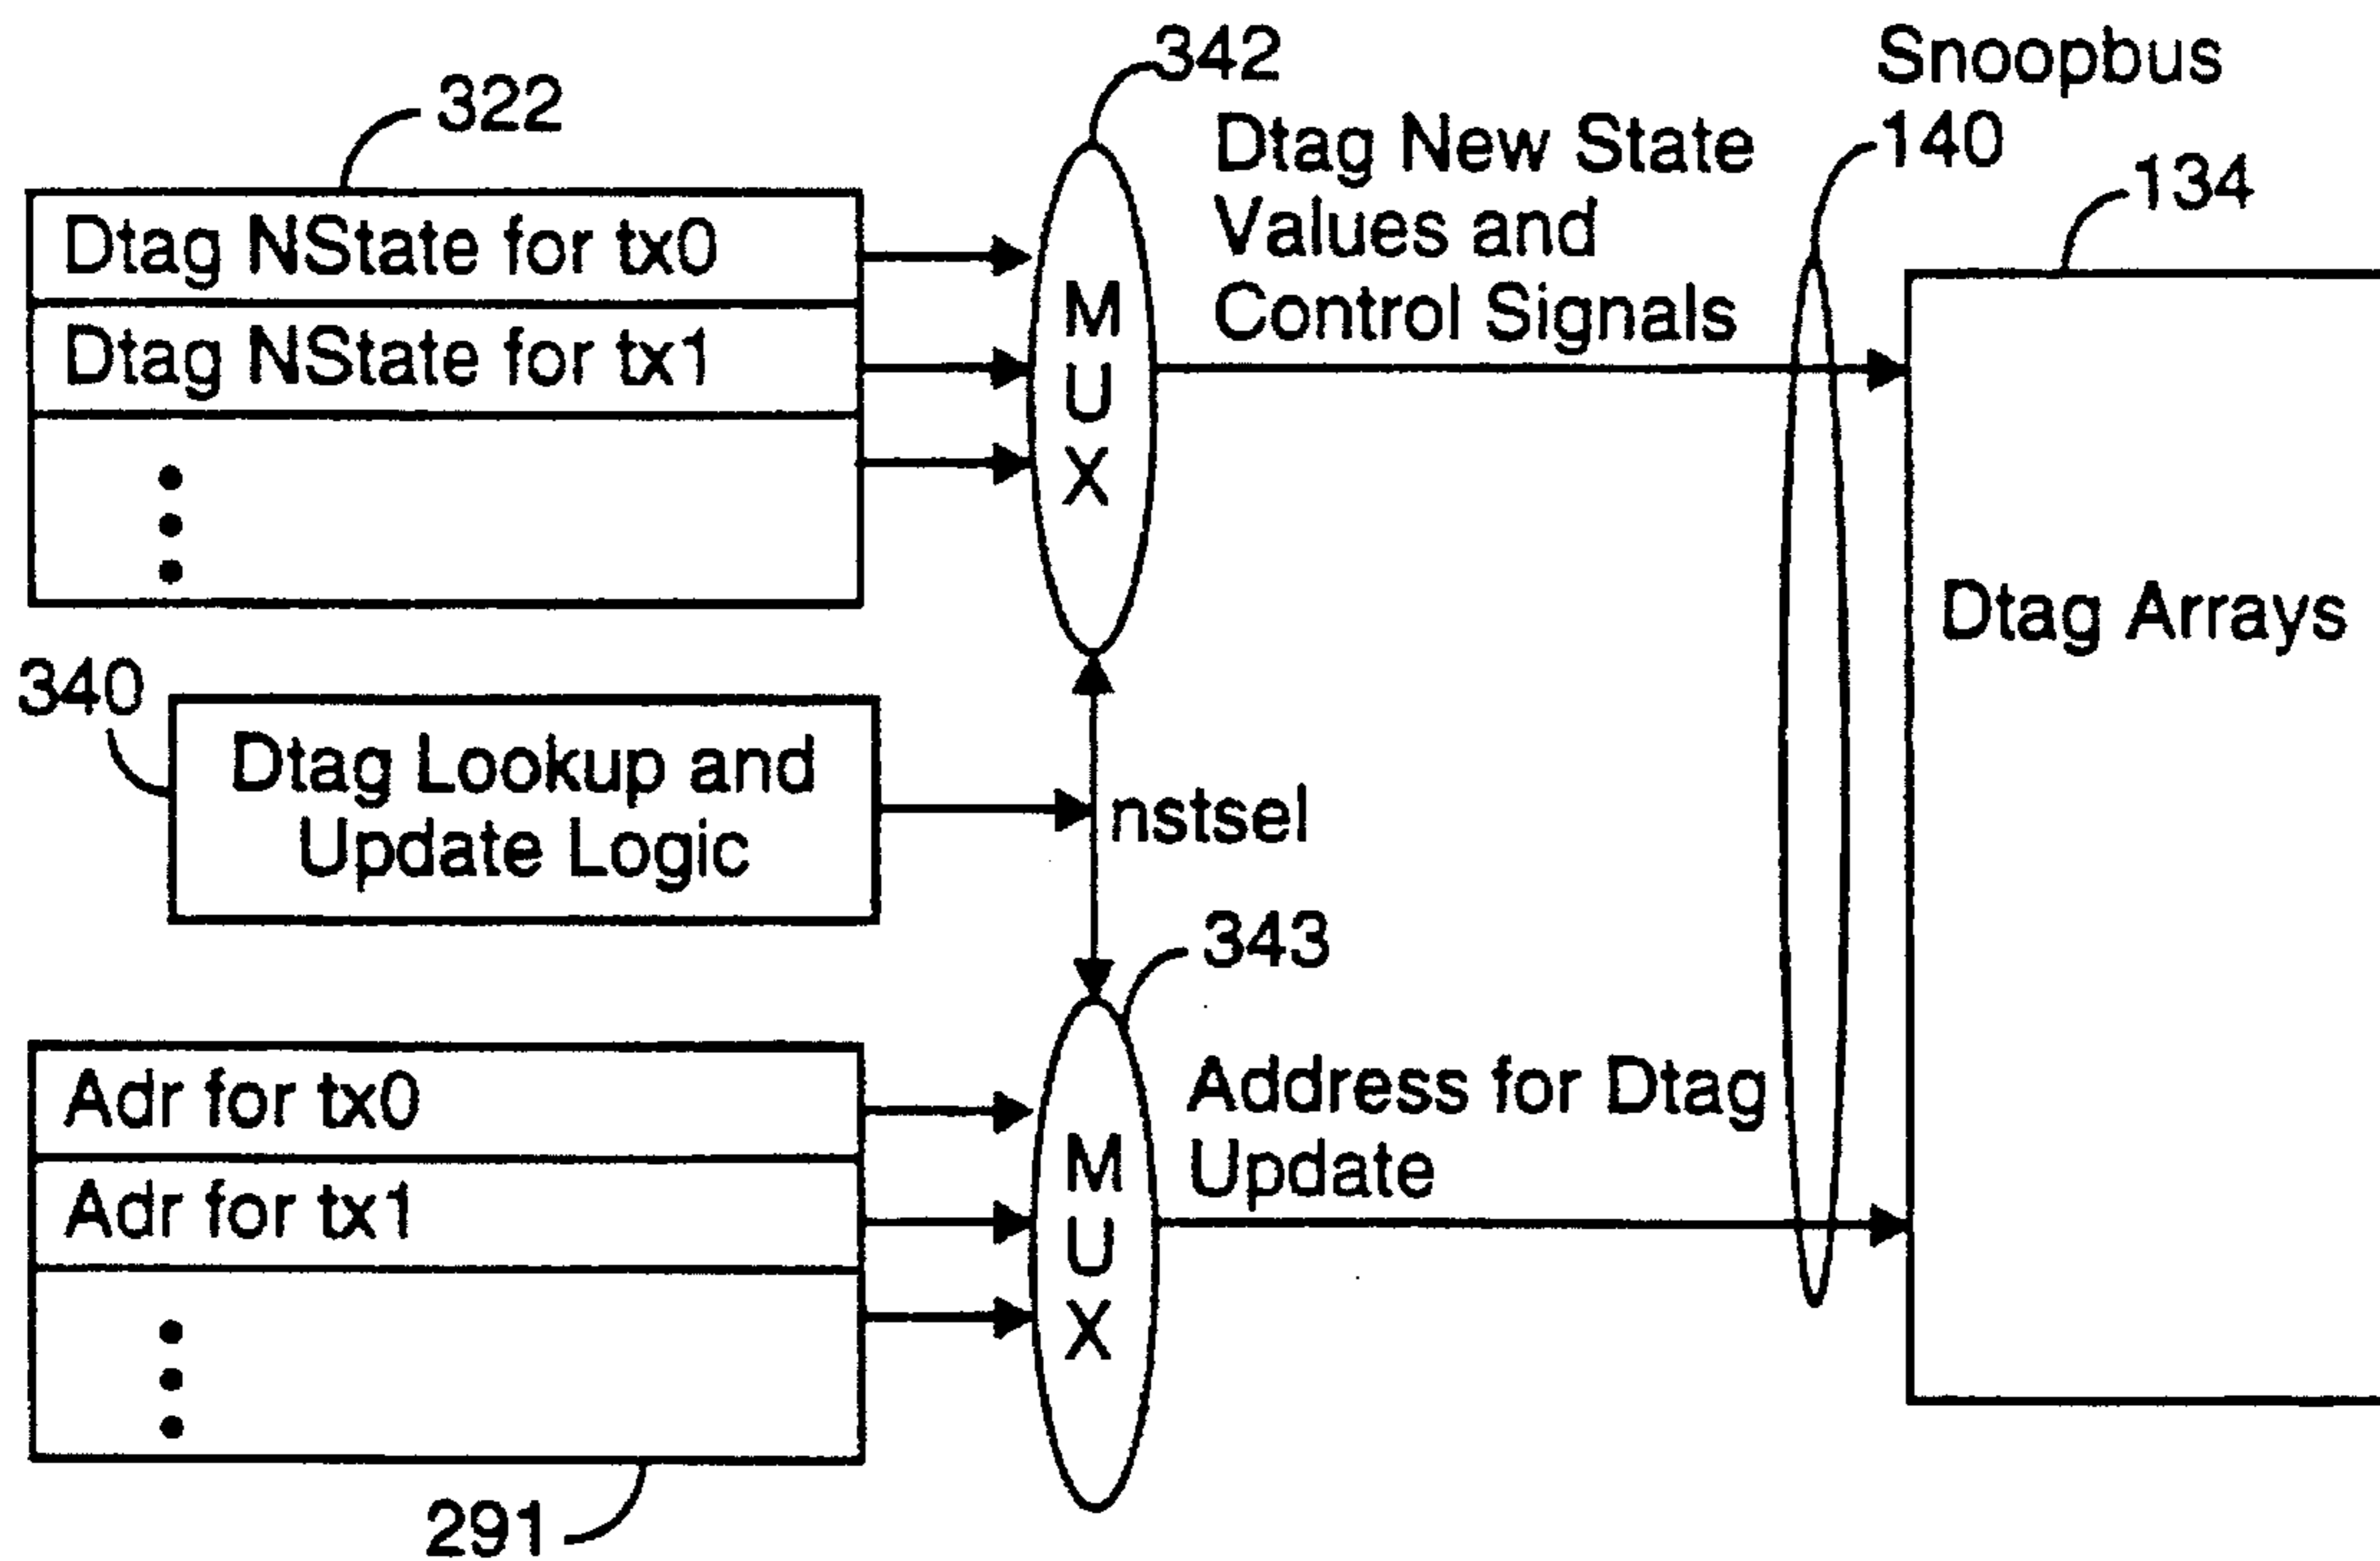 342
Snoopbus
322
Dtag New State
Values and
Control Signals
140
134
Dtag NState for tx0
Dtag NState for tx1
M
U
X
Dtag Arrays
340
Dtag Lookup and
Update Logic
nstsel
343
Adr for tx0
Adr for tx1
M
U
X
Address for Dtag
Update
291